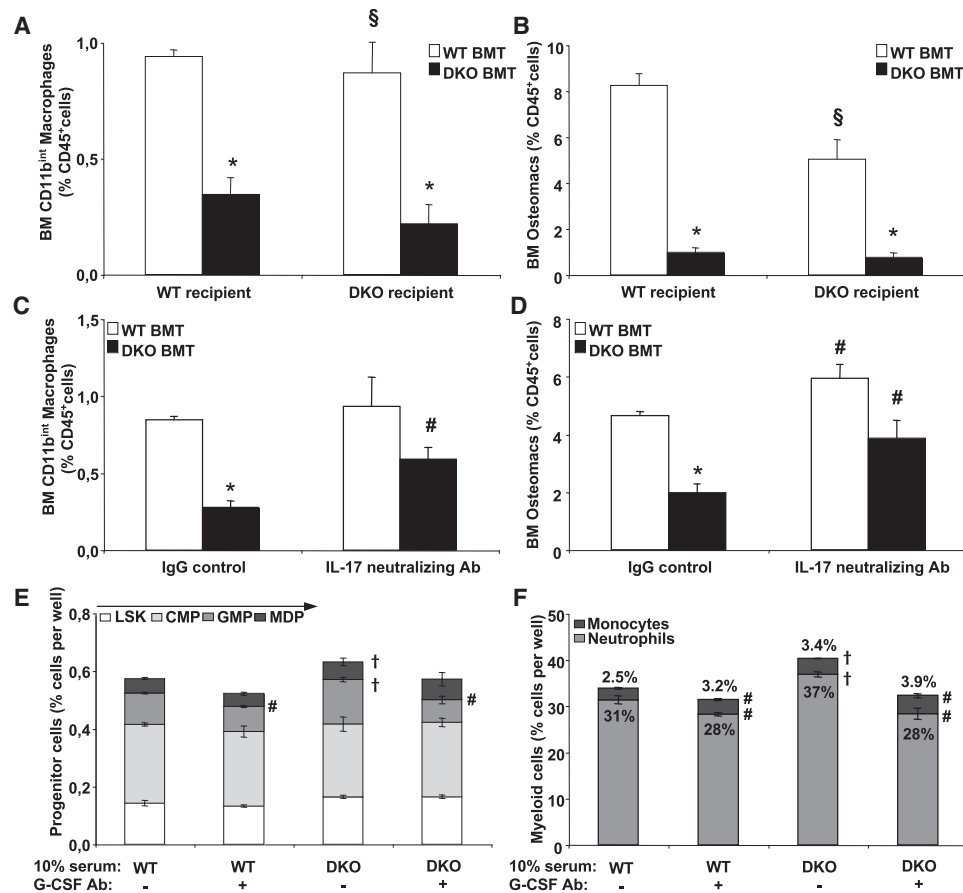 A
BM CD11b^int Macrophages
(% CD45⁺cells)
1,0
0,5
0,0
§
*
*
WT BMT
DKO BMT
WT recipient
DKO recipient
B
BM Osteomacs (% CD45⁺cells)
10
8
6
4
2
0
§
*
*
WT BMT
DKO BMT
WT recipient
DKO recipient
C
BM CD11b^int Macrophages
(% CD45⁺cells)
1,5
1,0
0,5
0,0
WT BMT
DKO BMT
*
#
IgG control
IL-17 neutralizing Ab
D
BM Osteomacs (% CD45⁺cells)
8
6
4
2
0
WT BMT
DKO BMT
*
#
#
IgG control
IL-17 neutralizing Ab
E
Progenitor cells (% cells per well)
0,8
0,6
0,4
0,2
0,0
LSK CMP GMP MDP
#
†
†
#
10% serum: WT WT DKO DKO
G-CSF Ab: - + - +
F
Myeloid cells (% cells per well)
50
40
30
20
10
0
Monocytes
Neutrophils
2.5%
31%
3.2%
28%
#
#
3.4%
37%
†
†
3.9%
28%
#
#
WT WT DKO DKO
- + - +